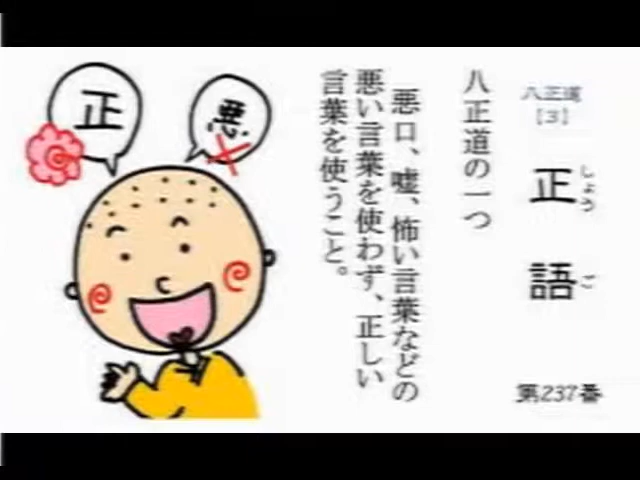 八正道
【3】
正語
しょうご
八正道の一つ
悪口、嘘、怖い言葉などの
悪い言葉を使わず、正しい
言葉を使うこと。
第237番
正
悪